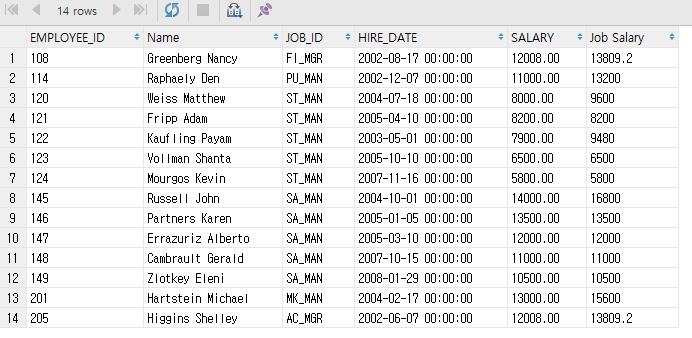 14 rows
EMPLOYEE_ID Name JOB_ID HIRE_DATE SALARY Job Salary
1 108 Greenberg Nancy FI_MGR 2002-08-17 00:00:00 12008.00 13809.2
2 114 Raphaely Den PU_MAN 2002-12-07 00:00:00 11000.00 13200
3 120 Weiss Matthew ST_MAN 2004-07-18 00:00:00 8000.00 9600
4 121 Fripp Adam ST_MAN 2005-04-10 00:00:00 8200.00 8200
5 122 Kaufling Payam ST_MAN 2003-05-01 00:00:00 7900.00 9480
6 123 Vollman Shanta ST_MAN 2005-10-10 00:00:00 6500.00 6500
7 124 Mourgos Kevin ST_MAN 2007-11-16 00:00:00 5800.00 5800
8 145 Russell John SA_MAN 2004-10-01 00:00:00 14000.00 16800
9 146 Partners Karen SA_MAN 2005-01-05 00:00:00 13500.00 13500
10 147 Errazuriz Alberto SA_MAN 2005-03-10 00:00:00 12000.00 12000
11 148 Cambrault Gerald SA_MAN 2007-10-15 00:00:00 11000.00 11000
12 149 Zlotkey Eleni SA_MAN 2008-01-29 00:00:00 10500.00 10500
13 201 Hartstein Michael MK_MAN 2004-02-17 00:00:00 13000.00 15600
14 205 Higgins Shelley AC_MGR 2002-06-07 00:00:00 12008.00 13809.2